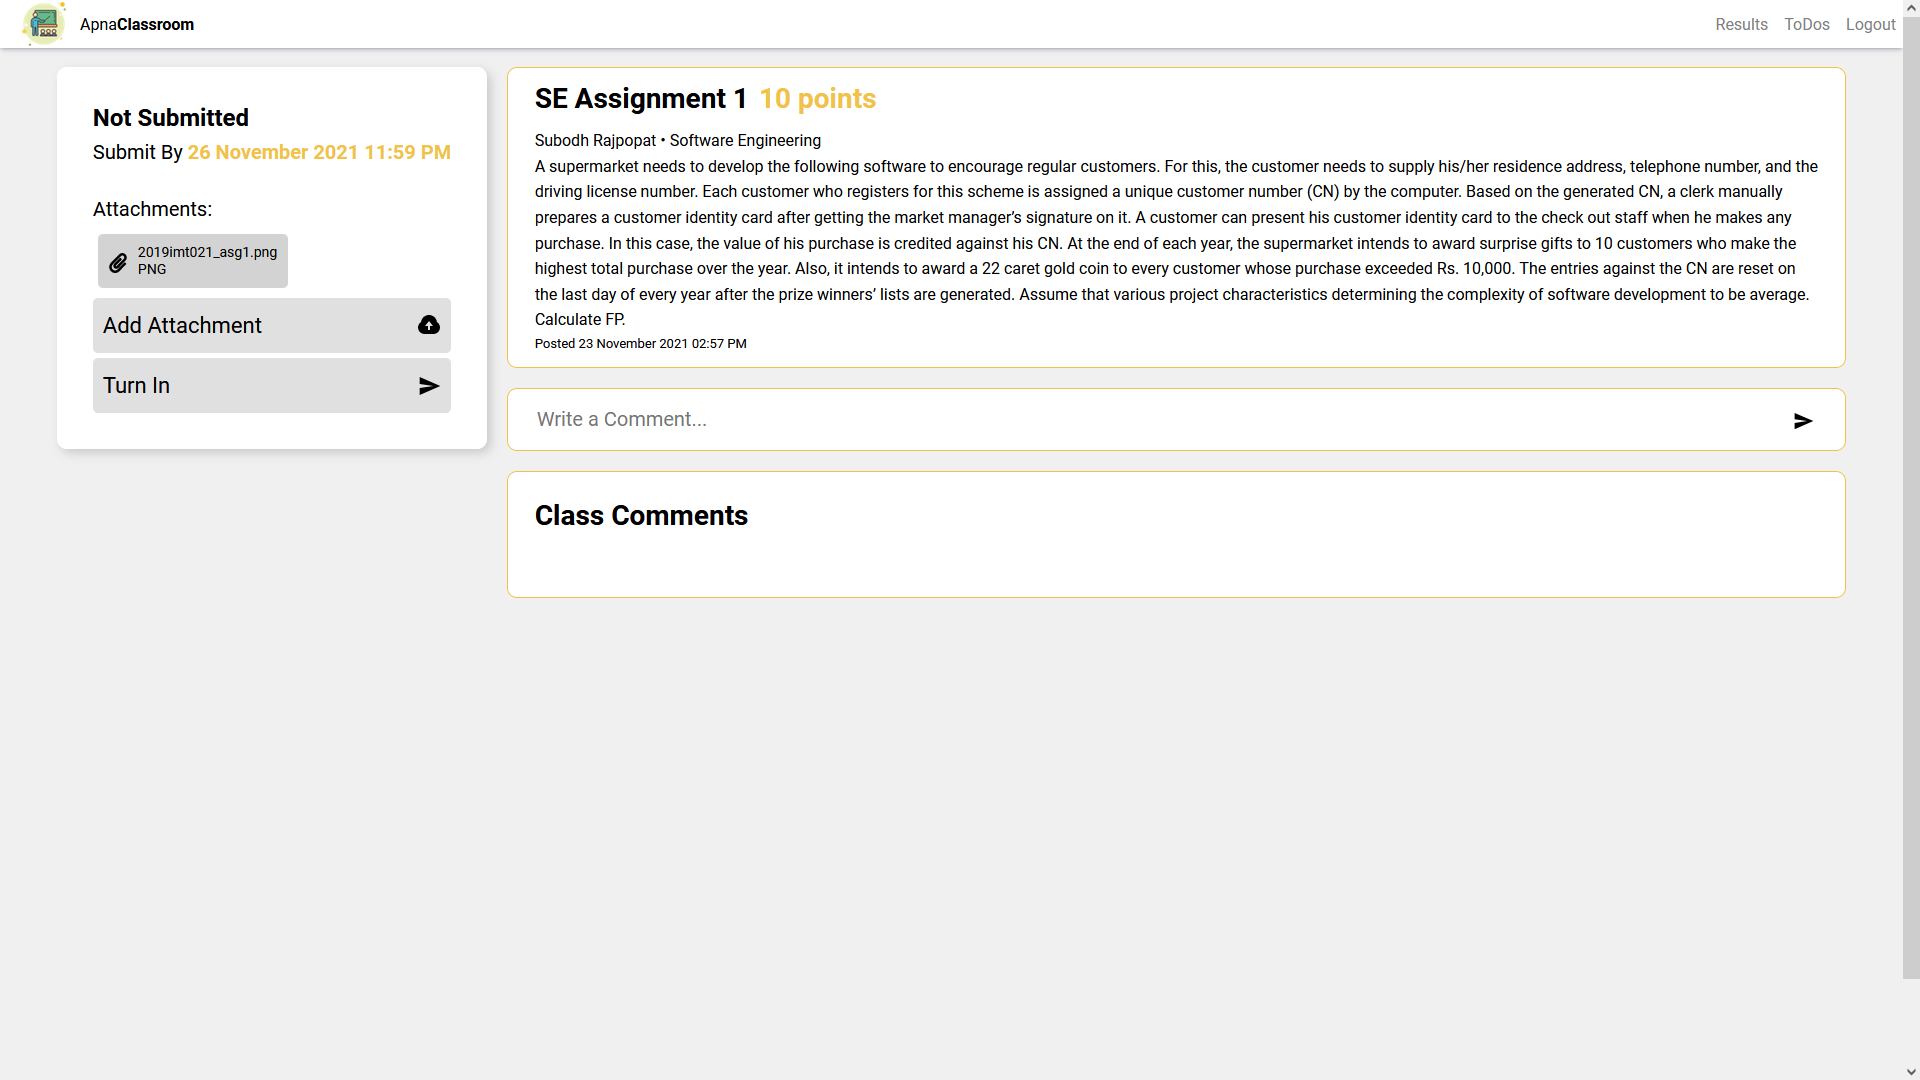 ApnaClassroom
Results ToDos Logout
Not Submitted
Submit By 26 November 2021 11:59 PM
Attachments:
2019imt021_asg1.png
PNG
Add Attachment
Turn In
SE Assignment 1 10 points
Subodh Rajpopat • Software Engineering
A supermarket needs to develop the following software to encourage regular customers. For this, the customer needs to supply his/her residence address, telephone number, and the
driving license number. Each customer who registers for this scheme is assigned a unique customer number (CN) by the computer. Based on the generated CN, a clerk manually
prepares a customer identity card after getting the market manager’s signature on it. A customer can present his customer identity card to the check out staff when he makes any
purchase. In this case, the value of his purchase is credited against his CN. At the end of each year, the supermarket intends to award surprise gifts to 10 customers who make the
highest total purchase over the year. Also, it intends to award a 22 caret gold coin to every customer whose purchase exceeded Rs. 10,000. The entries against the CN are reset on
the last day of every year after the prize winners’ lists are generated. Assume that various project characteristics determining the complexity of software development to be average.
Calculate FP.
Posted 23 November 2021 02:57 PM
Write a Comment...
Class Comments